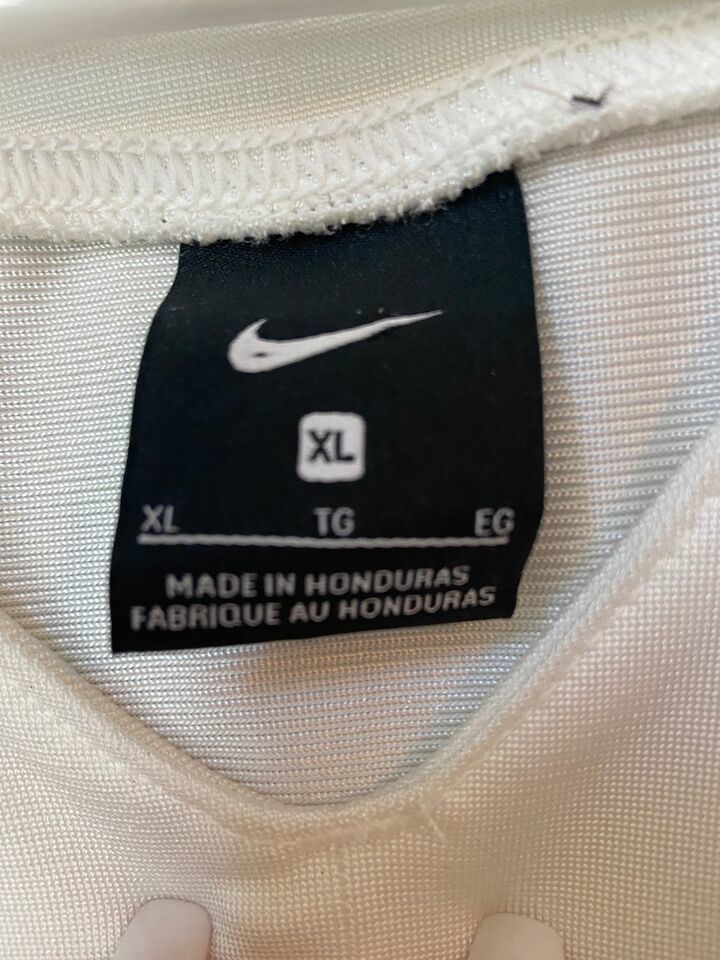 XL
XL TG EG
MADE IN HONDURAS
FABRIQUE AU HONDURAS